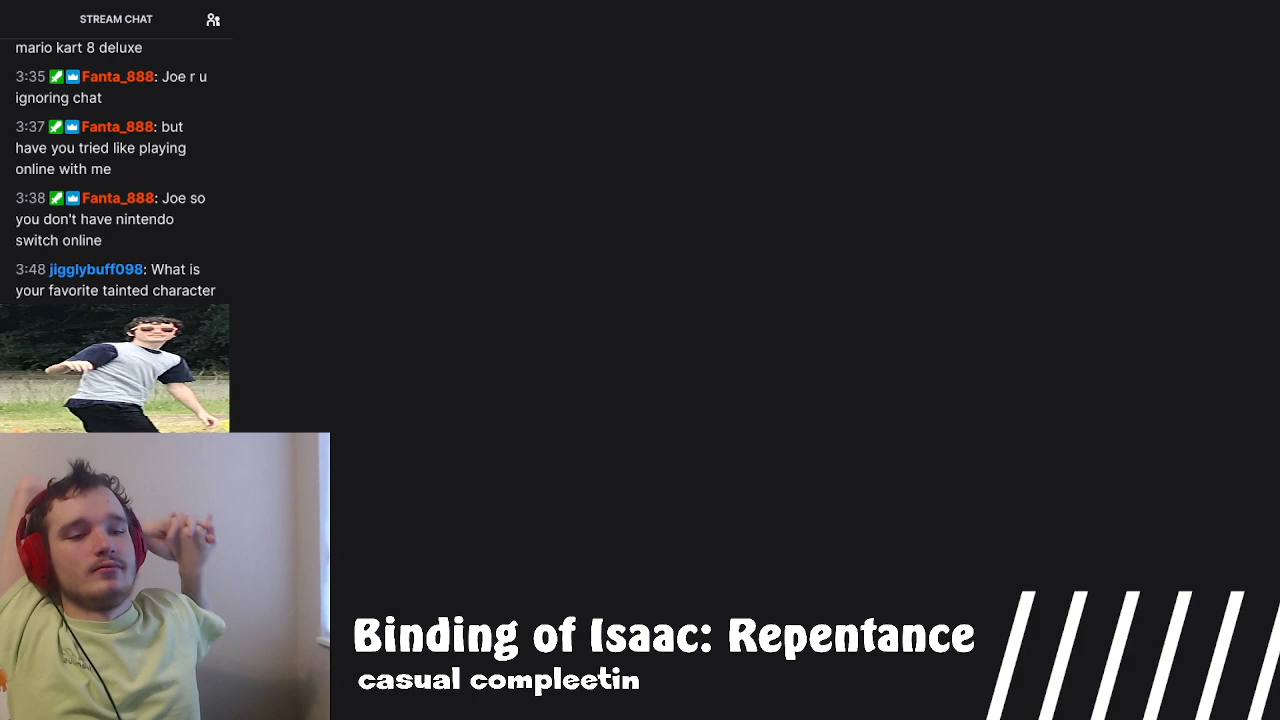 STREAM CHAT
mario kart 8 deluxe
3:35 Fanta_888: Joe r u
ignoring chat
3:37 Fanta_888: but
have you tried like playing
online with me
3:38 Fanta_888: Joe so
you don't have nintendo
switch online
3:48 jigglybuff098: What is
your favorite tainted character
Binding of Isaac: Repentance
casual compleetin